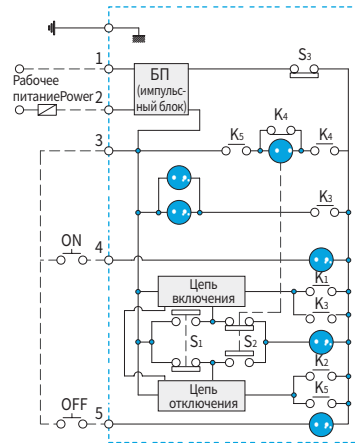 1
S3
БП
(импульс-
ный блок)
Рабочее
питаниеPower
2
K4
3
K5
K4
K3
ON
4
K1
Цепь
включения
K3
S1
S2
K2
Цепь
отключения
K5
OFF
5